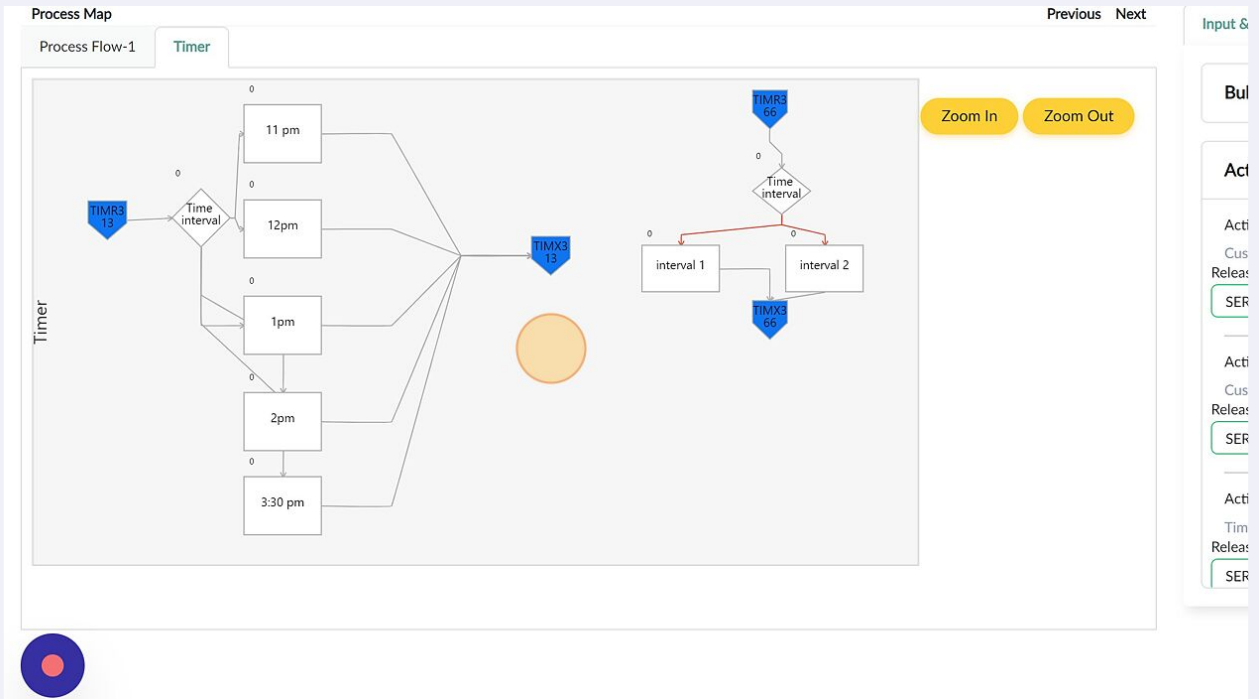 Process Map
Previous Next
Input &
Process Flow-1
Timer
Zoom In
Zoom Out
0
11 pm
0
12pm
0
Time
interval
TIMR3
13
0
1pm
0
2pm
0
3:30 pm
TIMX3
13
Timer
TIMR3
66
0
Time
interval
0
interval 1
0
interval 2
TIMX3
66
Bul
Acti
Acti
Cus
Releas
SER
Acti
Cus
Releas
SER
Acti
Tim
Releas
SER